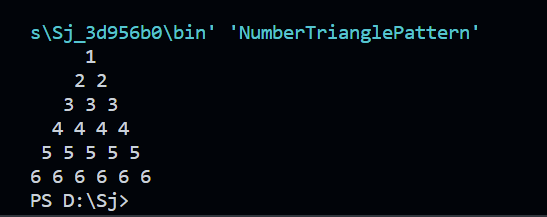 s\Sj_3d956b0\bin' 'NumberTrianglePattern'
     1
    2 2
   3 3 3
  4 4 4 4
 5 5 5 5 5
6 6 6 6 6 6
PS D:\Sj>